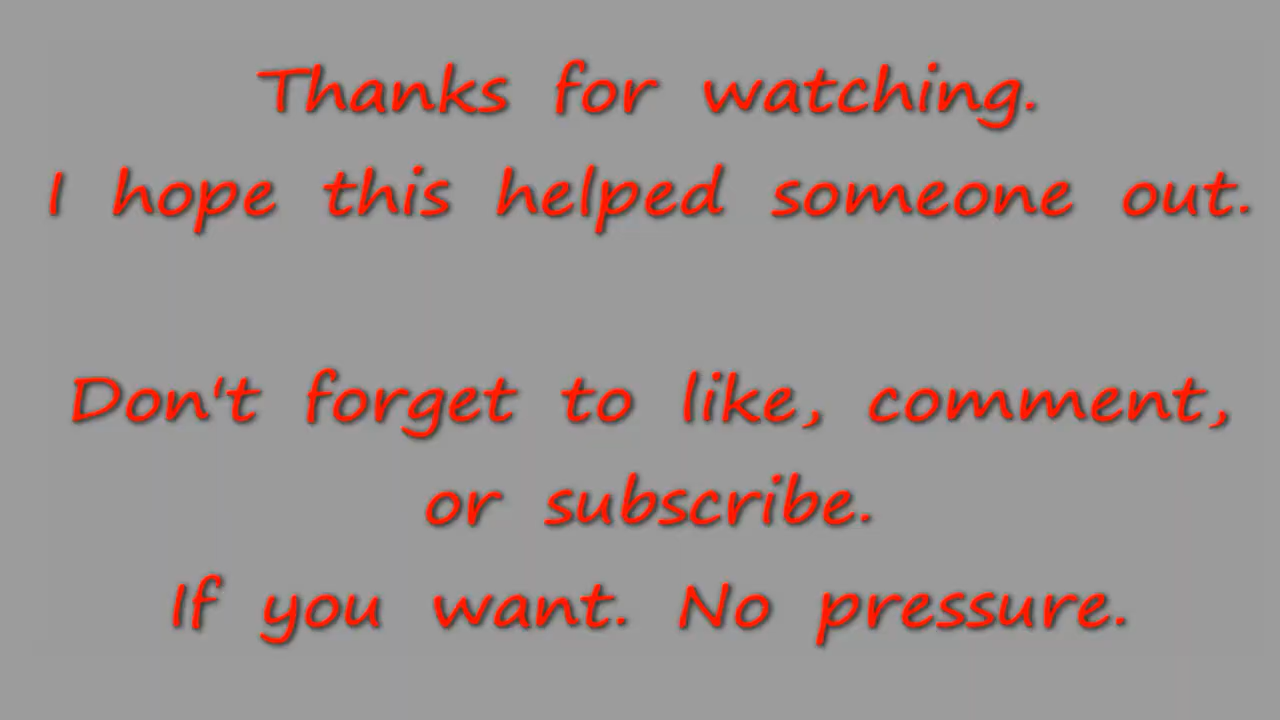 Thanks for watching.
I hope this helped someone out.
Don't forget to like, comment,
or subscribe.
If you want. No pressure.